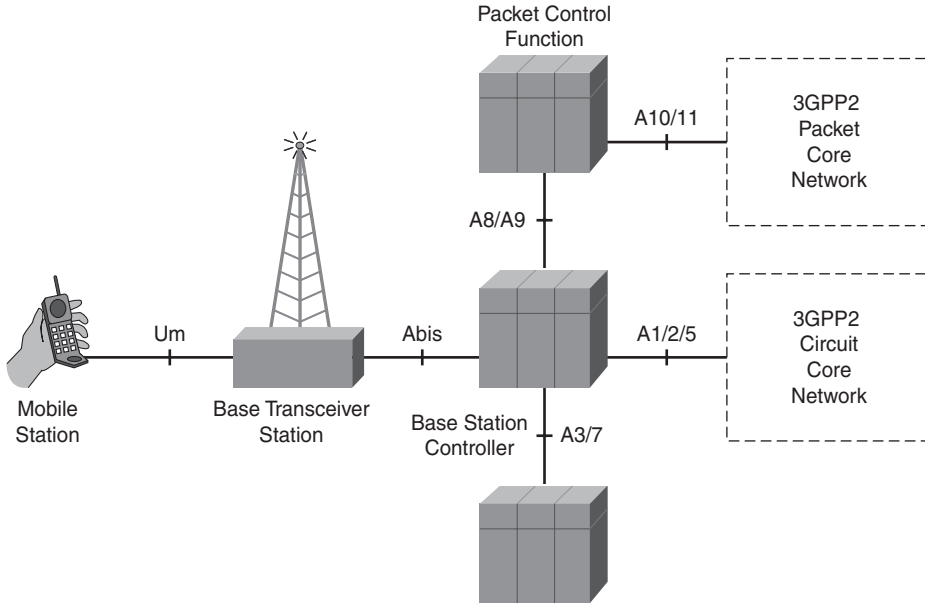 Packet Control
Function
A10/11
3GPP2
Packet
Core
Network
A8/A9
Um
Abis
A1/2/5
3GPP2
Circuit
Core
Network
Mobile
Station
Base Transceiver
Station
Base Station
Controller
A3/7